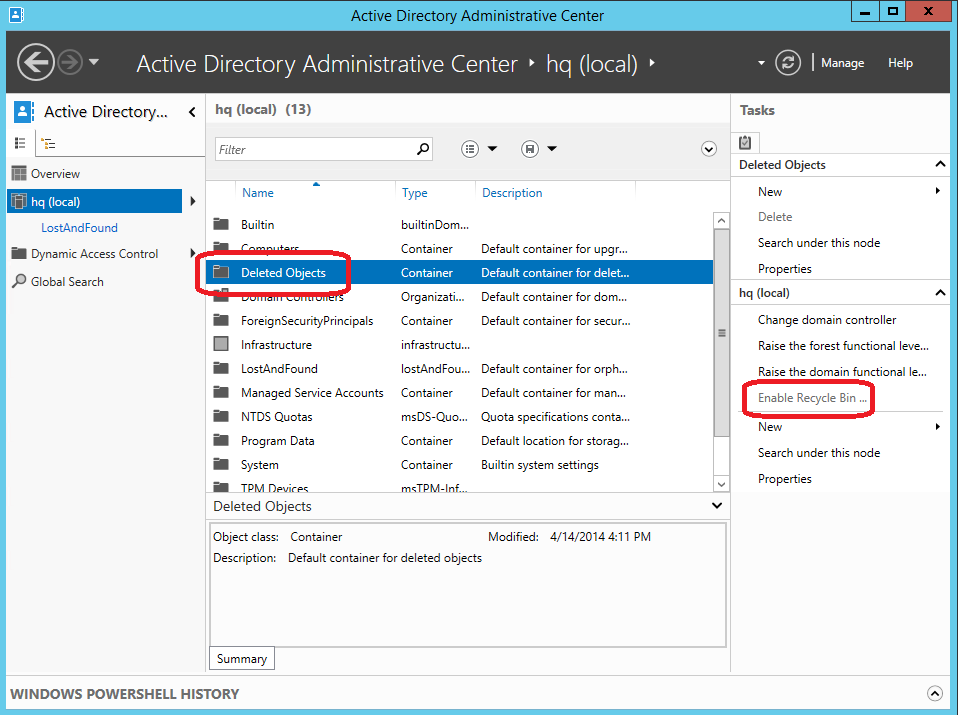 Active Directory Administrative Center
Active Directory Administrative Center hq (local) Manage Help
Active Directory...
Overview
hq (local)
LostAndFound
Dynamic Access Control
Global Search
hq (local) (13)
Filter
Name Type Description
Builtin builtinDom...
Computers Container Default container for upgr...
Deleted Objects Container Default container for delet...
Domain Controllers Organizati... Default container for dom...
ForeignSecurityPrincipals Container Default container for secur...
Infrastructure infrastructu...
LostAndFound lostAndFou... Default container for orph...
Managed Service Accounts Container Default container for man...
NTDS Quotas msDS-Quo... Quota specifications conta...
Program Data Container Default location for storag...
System Container Builtin system settings
TPM Devices msTPM-Inf...
Deleted Objects
Object class: Container Modified: 4/14/2014 4:11 PM
Description: Default container for deleted objects
Summary
Tasks
Deleted Objects
New
Delete
Search under this node
Properties
hq (local)
Change domain controller
Raise the forest functional leve...
Raise the domain functional le...
Enable Recycle Bin ...
New
Search under this node
Properties
WINDOWS POWERSHELL HISTORY